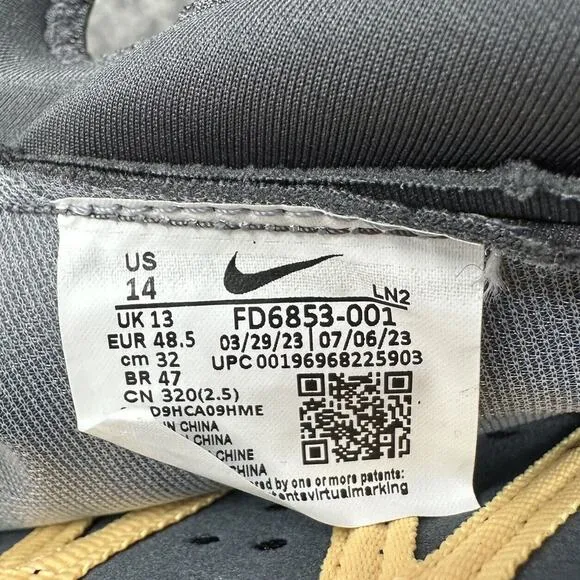 US
14
LN2
UK 13
FD6853-001
EUR 48.5
03/29/23 | 07/06/23
cm 32
UPC 00196968225903
BR 47
CN 320(2.5)
D9HCA09HME
IN CHINA
CHINA
CHINE
CHINA
by one or more patents:
virtualmarking